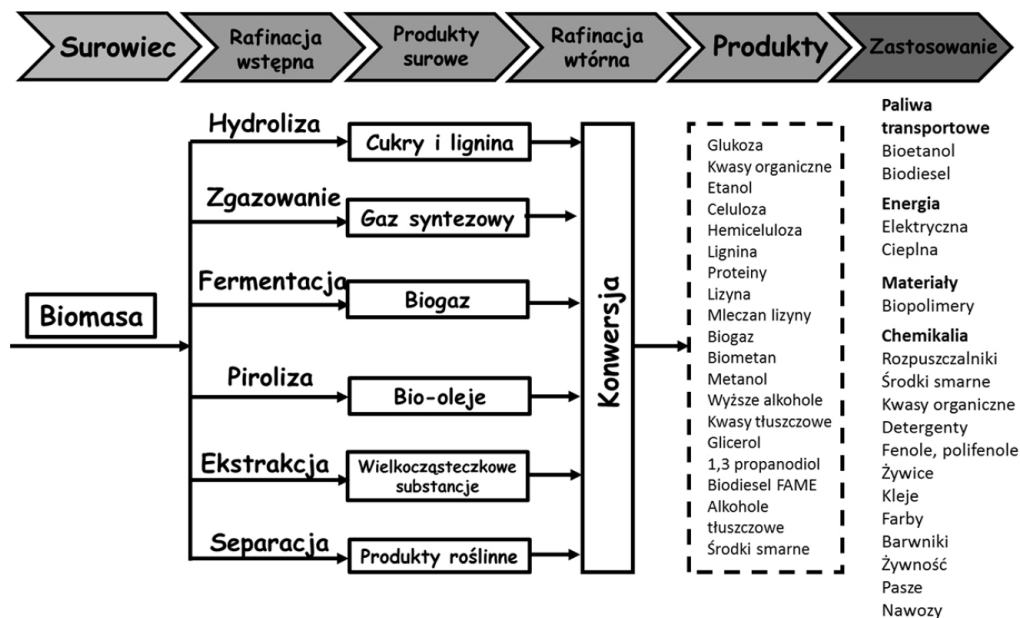 Surowiec
Rafinacja
wstępna
Produkty
surowe
Rafinacja
wtórna
Produkty
Zastosowanie
Biomasa
Hydroliza
Zgazowanie
Fermentacja
Piroliza
Ekstrakcja
Separacja
Cukry i lignina
Gaz syntezowy
Biogaz
Bio-oleje
Wielkocząsteczkowe
substancje
Produkty roślinne
Konwersja
Glukoza
Kwasy organiczne
Etanol
Celuloza
Hemiceluloza
Lignina
Proteiny
Lizyna
Mleczan lizyny
Biogaz
Biometan
Metanol
Wyższe alkohole
Kwasy tłuszczowe
Glicerol
1,3 propanodiol
Biodiesel FAME
Alkohole
tłuszczowe
Środki smarne
Paliwa
transportowe
Bioetanol
Biodiesel
Energia
Elektryczna
Cieplna
Materiały
Biopolimery
Chemikalia
Rozpuszczalniki
Środki smarne
Kwasy organiczne
Detergenty
Fenole, polifenole
Żywice
Kleje
Farby
Barwniki
Żywność
Pasze
Nawozy